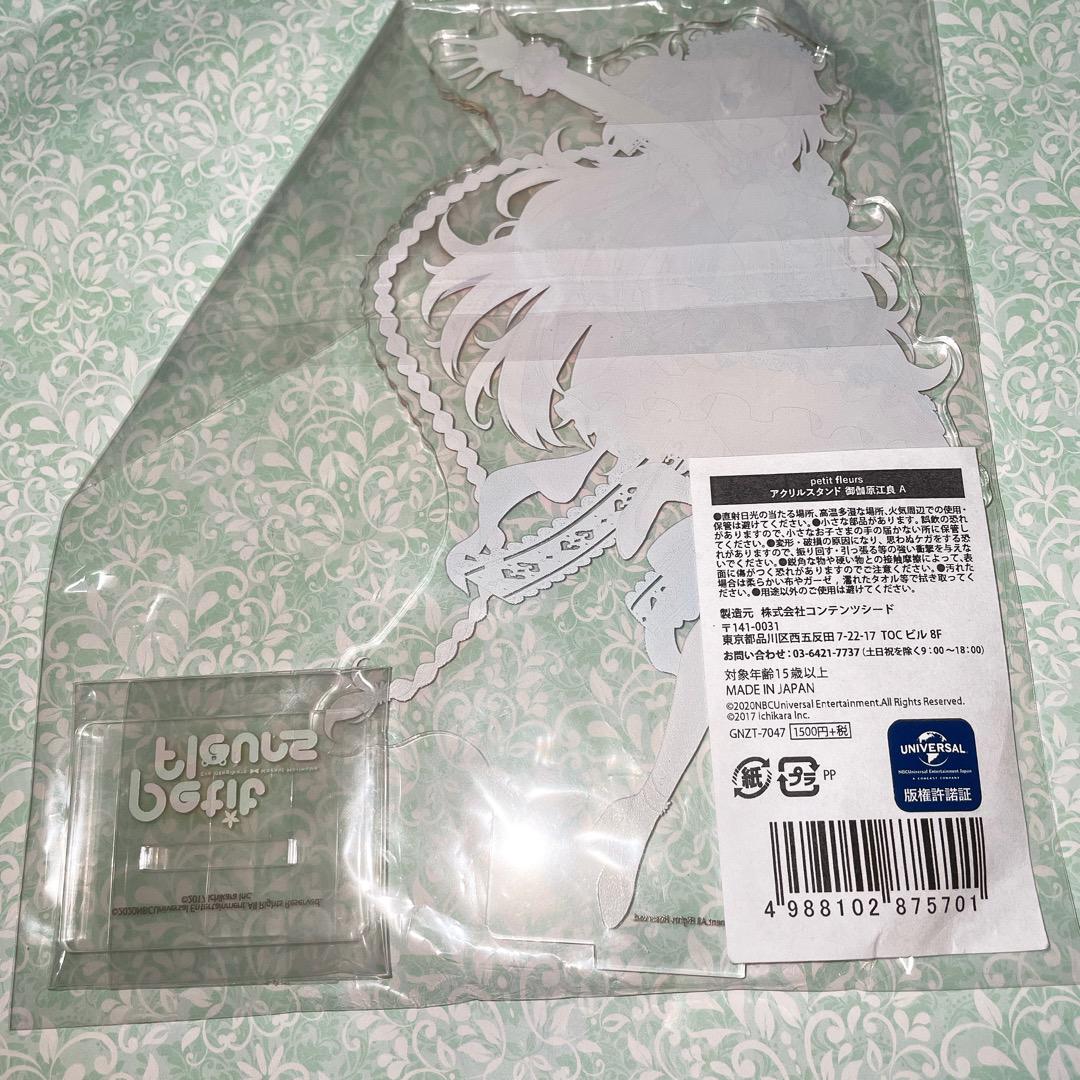 petit fleurs
アクリルスタンド 御伽原江良 A
●直射日光の当たる場所、高温多湿な場所、火気周辺での使用・
保管は避けてください。●小さな部品があります。誤飲の恐れ
がありますので、小さなお子さまの手の届かない所に保管し
てください。●変形・破損の原因になり、思わぬケガをする恐
れがありますので、振り回す・引っ張る等の強い衝撃を与えな
いでください。●鋭角な物や硬い物との接触摩擦によって、表
面に傷がつく恐れがありますのでご注意ください。●汚れた
場合は柔らかい布やガーゼ，濡れたタオル等で拭き取ってく
ださい。●用途以外のご使用は避けてください。
製造元 株式会社コンテンツシード
〒141-0031
東京都品川区西五反田 7-22-17 TOC ビル 8F
お問い合わせ：03-6421-7737（土日祝を除く9：00～18：00）
対象年齢15歳以上
MADE IN JAPAN
©2020NBCUniversal Entertainment.All Rights Reserved.
©2017 Ichikara Inc.
GNZT-7047 1500円+税
紙 プラ PP
UNIVERSAL
NBCUniversal Entertainment Japan
A COMCAST COMPANY
版権許諾証
4 988102 875701
petit
fleurs
©2017 Ichikara Inc.
©2020NBCUniversal Entertainment.All Rights Reserved.